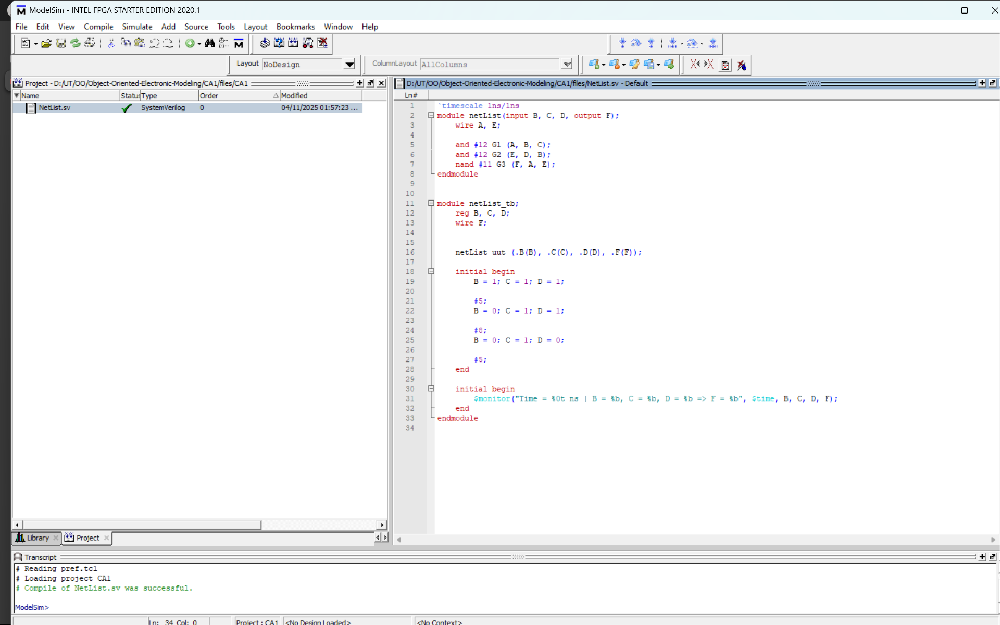 ModelSim - INTEL FPGA STARTER EDITION 2020.1
File Edit View Compile Simulate Add Source Tools Layout Bookmarks Window Help
Layout NoDesign ColumnLayout AllColumns
Project - D:/UT/OO/Object-Oriented-Electronic-Modeling/CA1/files/CA1
Name Status Type Order Modified
NetList.sv SystemVerilog 0 04/11/2025 01:57:23 ...
Library Project
D:/UT/OO/Object-Oriented-Electronic-Modeling/CA1/files/NetList.sv - Default
Ln#
1 `timescale 1ns/1ns
2 module netList(input B, C, D, output F);
3 wire A, E;
4
5 and #12 G1 (A, B, C);
6 and #12 G2 (E, D, B);
7 nand #11 G3 (F, A, E);
8 endmodule
9
10
11 module netList_tb;
12 reg B, C, D;
13 wire F;
14
15
16 netList uut (.B(B), .C(C), .D(D), .F(F));
17
18 initial begin
19 B = 1; C = 1; D = 1;
20
21 #5;
22 B = 0; C = 1; D = 1;
23
24 #8;
25 B = 0; C = 1; D = 0;
26
27 #5;
28 end
29
30 initial begin
31 $monitor("Time = %0t ns | B = %b, C = %b, D = %b => F = %b", $time, B, C, D, F);
32 end
33 endmodule
34
Transcript
# Reading pref.tcl
# Loading project CA1
# Compile of NetList.sv was successful.
ModelSim>
Ln: 34 Col: 0 Project : CA1 <No Design Loaded> <No Context>